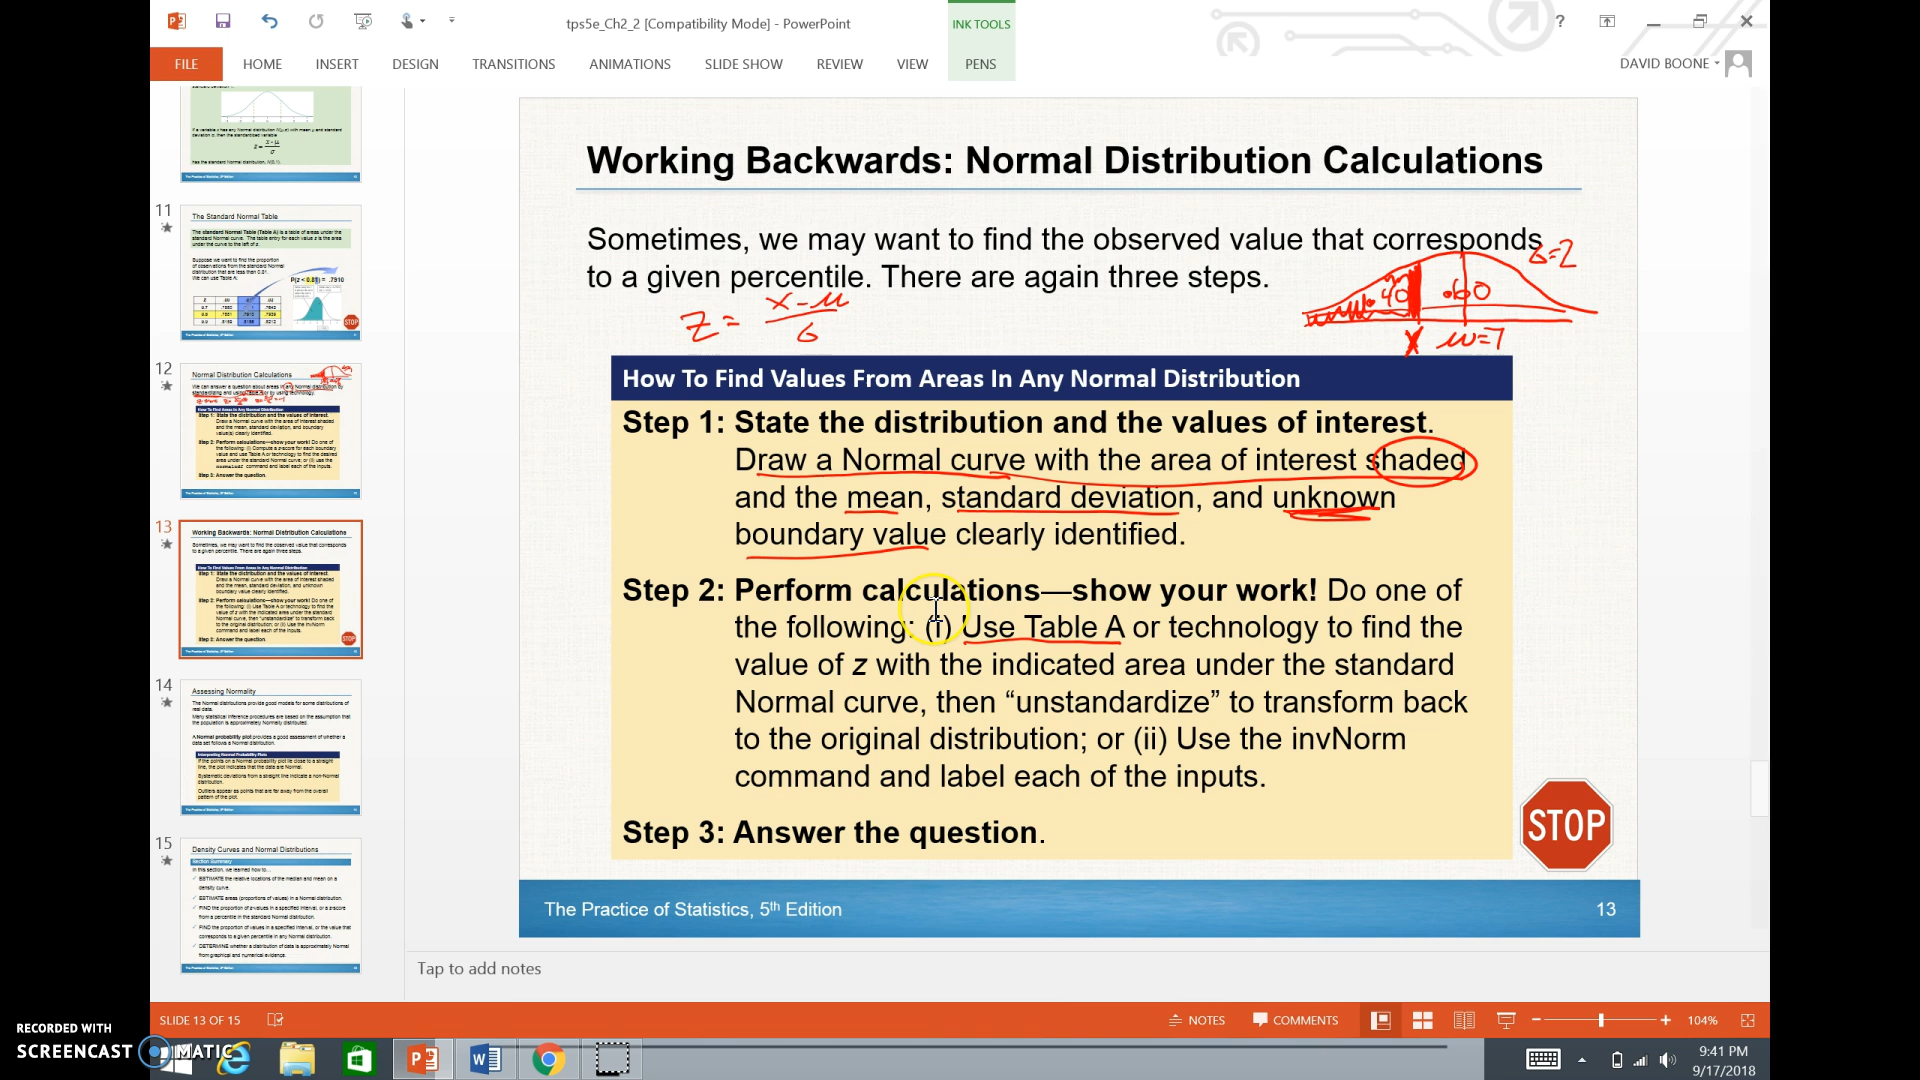 tps5e_Ch2_2 [Compatibility Mode] - PowerPoint
INK TOOLS
?
FILE
HOME
INSERT
DESIGN
TRANSITIONS
ANIMATIONS
SLIDE SHOW
REVIEW
VIEW
PENS
DAVID BOONE
11
The Standard Normal Table
12
Normal Distribution Calculations
13
Working Backwards: Normal Distribution Calculations
14
Assessing Normality
15
Density Curves and Normal Distributions
Section Summary
In this section, we learned how to…
Working Backwards: Normal Distribution Calculations
Sometimes, we may want to find the observed value that corresponds
to a given percentile. There are again three steps.
z = x - μ
σ
σ=2
.40 .60
x μ=7
How To Find Values From Areas In Any Normal Distribution
Step 1: State the distribution and the values of interest.
Draw a Normal curve with the area of interest shaded
and the mean, standard deviation, and unknown
boundary value clearly identified.
Step 2: Perform calculations—show your work! Do one of
the following: (i) Use Table A or technology to find the
value of z with the indicated area under the standard
Normal curve, then “unstandardize” to transform back
to the original distribution; or (ii) Use the invNorm
command and label each of the inputs.
Step 3: Answer the question.
STOP
The Practice of Statistics, 5th Edition
13
Tap to add notes
SLIDE 13 OF 15
NOTES
COMMENTS
104%
RECORDED WITH
SCREENCAST MATIC
9:41 PM
9/17/2018